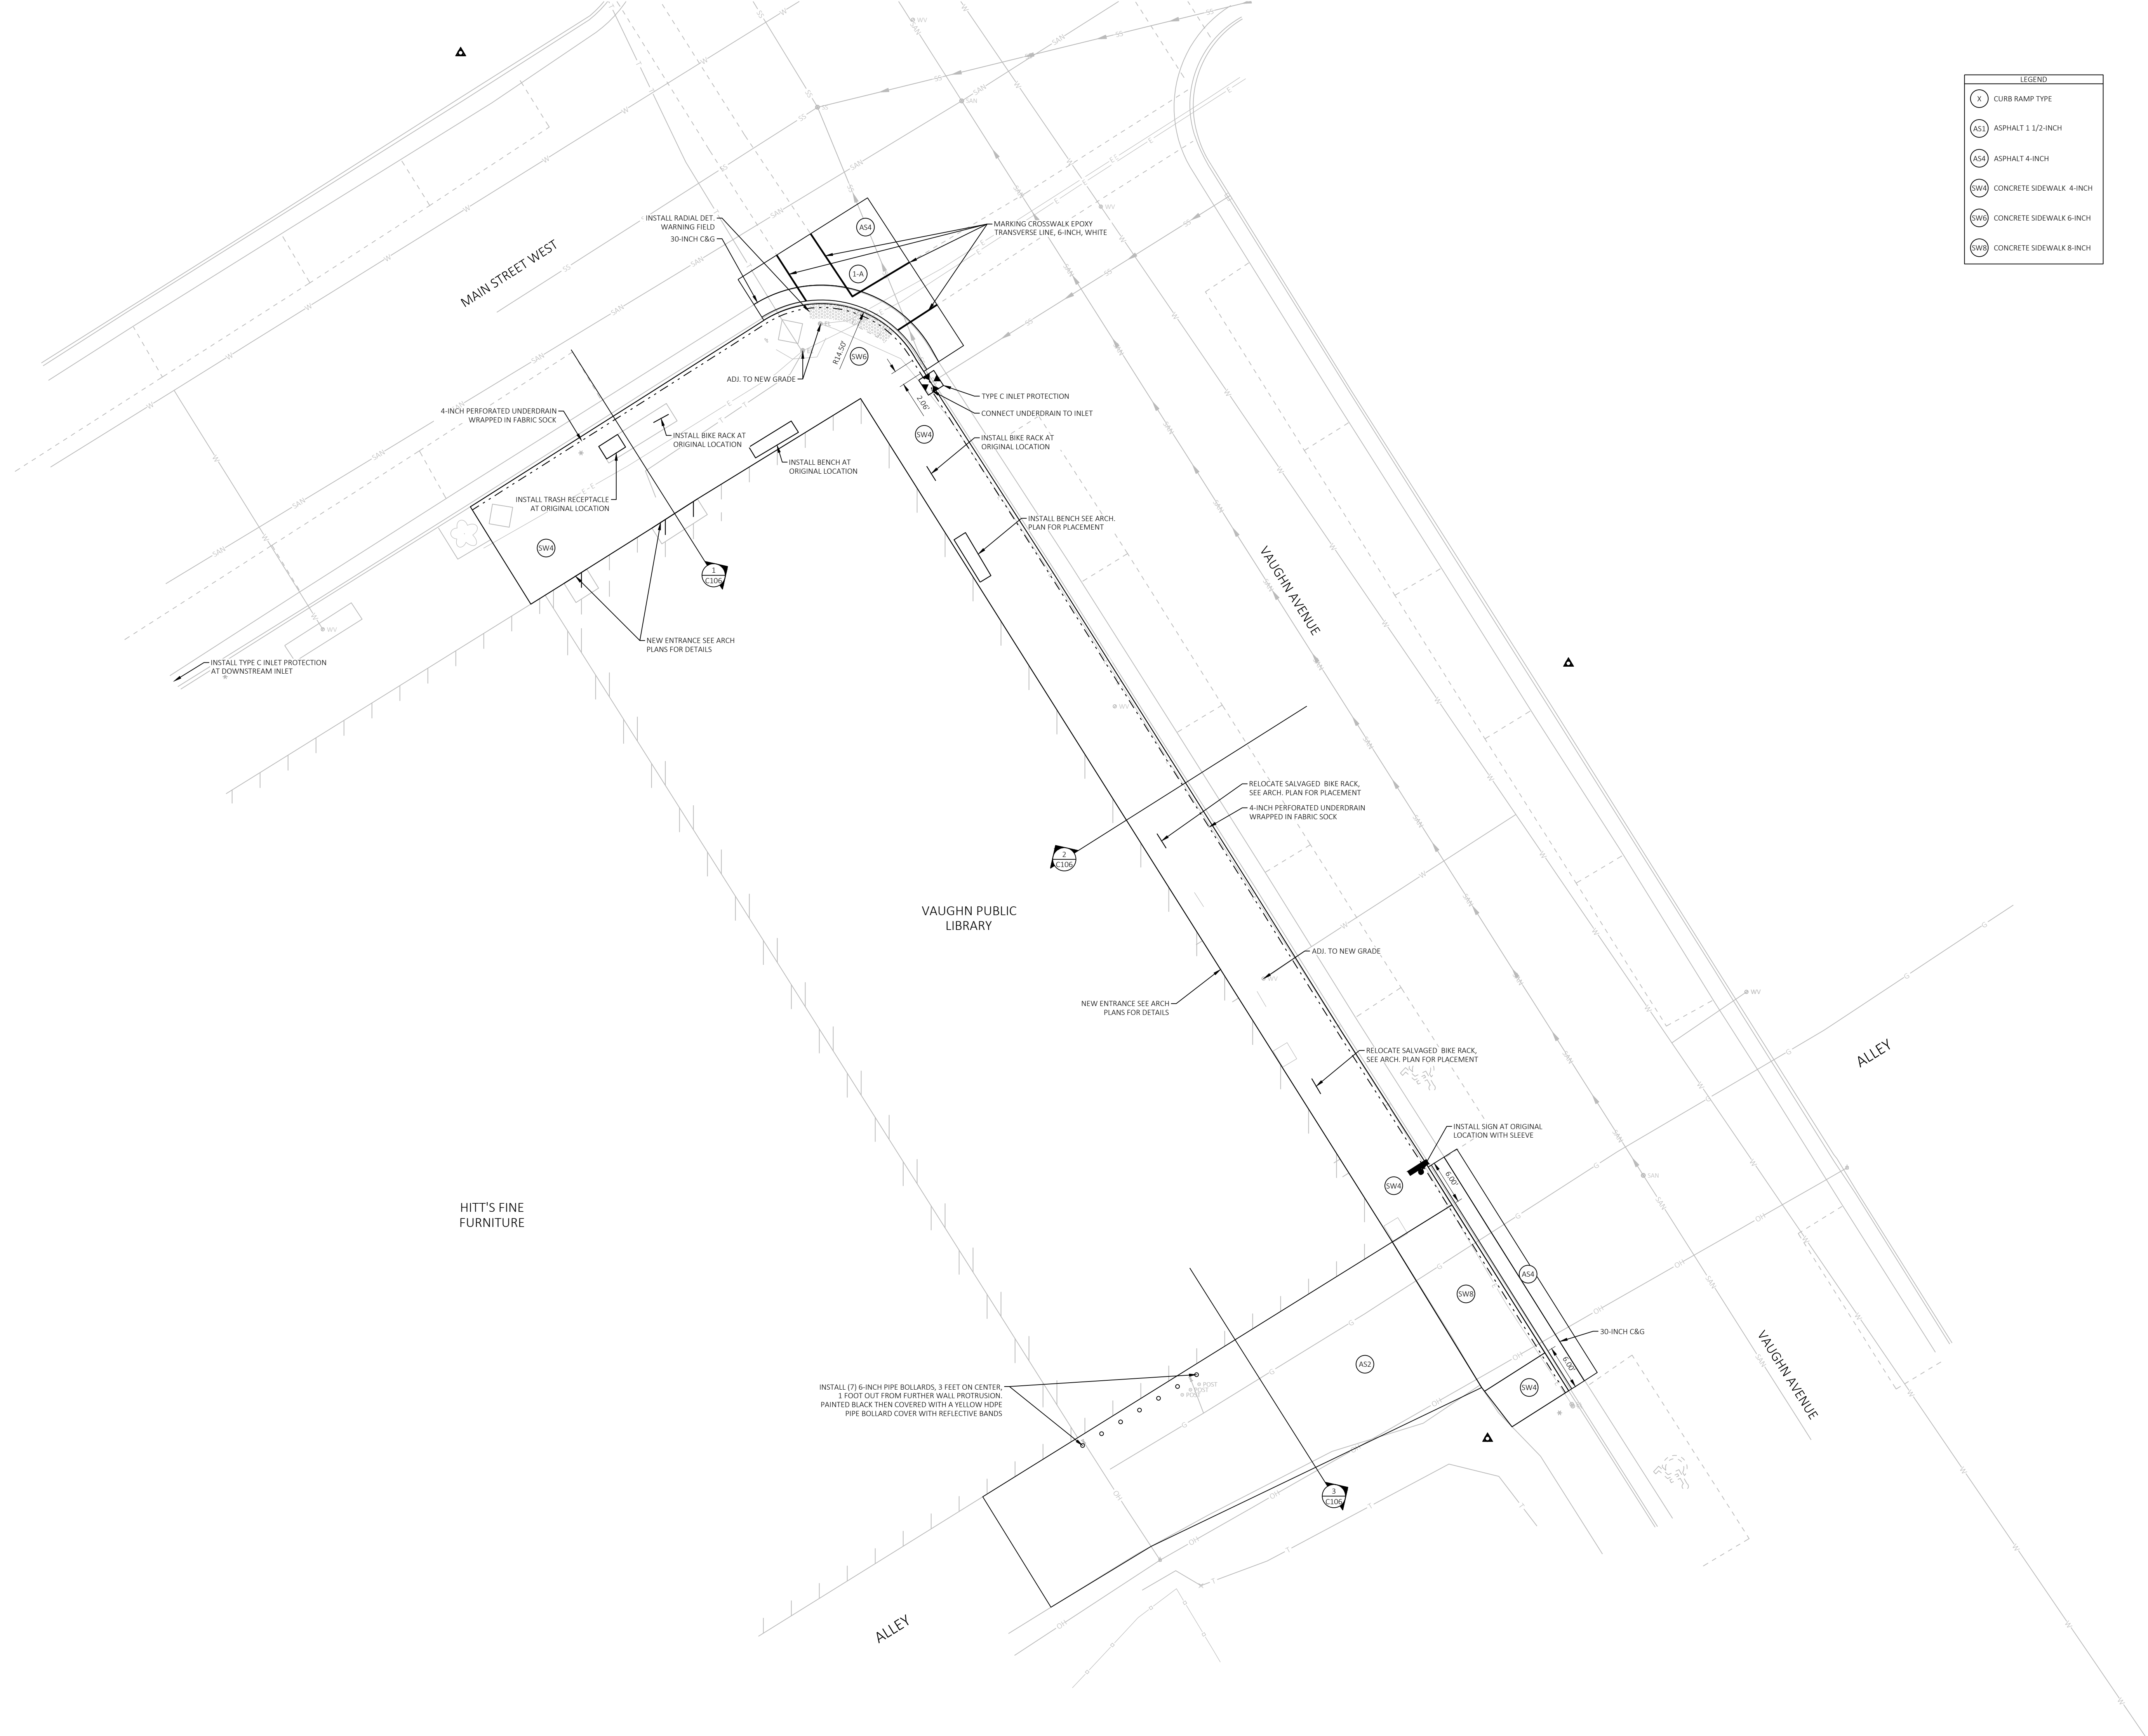 LEGEND
X CURB RAMP TYPE
AS1 ASPHALT 1 1/2-INCH
AS4 ASPHALT 4-INCH
SW4 CONCRETE SIDEWALK 4-INCH
SW6 CONCRETE SIDEWALK 6-INCH
SW8 CONCRETE SIDEWALK 8-INCH
MAIN STREET WEST
INSTALL RADIAL DET.
WARNING FIELD
30-INCH C&G
AS4
1-A
MARKING CROSSWALK EPOXY
TRANSVERSE LINE, 6-INCH, WHITE
R14.50'
SW6
ADJ. TO NEW GRADE
2.06'
TYPE C INLET PROTECTION
CONNECT UNDERDRAIN TO INLET
4-INCH PERFORATED UNDERDRAIN
WRAPPED IN FABRIC SOCK
INSTALL BIKE RACK AT
ORIGINAL LOCATION
INSTALL BENCH AT
ORIGINAL LOCATION
SW4
INSTALL BIKE RACK AT
ORIGINAL LOCATION
INSTALL TRASH RECEPTACLE
AT ORIGINAL LOCATION
SW4
INSTALL BENCH SEE ARCH.
PLAN FOR PLACEMENT
1
C106
NEW ENTRANCE SEE ARCH
PLANS FOR DETAILS
INSTALL TYPE C INLET PROTECTION
AT DOWNSTREAM INLET
VAUGHN AVENUE
RELOCATE SALVAGED BIKE RACK,
SEE ARCH. PLAN FOR PLACEMENT
4-INCH PERFORATED UNDERDRAIN
WRAPPED IN FABRIC SOCK
2
C106
VAUGHN PUBLIC
LIBRARY
ADJ. TO NEW GRADE
NEW ENTRANCE SEE ARCH
PLANS FOR DETAILS
RELOCATE SALVAGED BIKE RACK,
SEE ARCH. PLAN FOR PLACEMENT
ALLEY
INSTALL SIGN AT ORIGINAL
LOCATION WITH SLEEVE
SW4
6.00'
HITT'S FINE
FURNITURE
AS4
SW8
30-INCH C&G
AS2
6.00'
SW4
VAUGHN AVENUE
INSTALL (7) 6-INCH PIPE BOLLARDS, 3 FEET ON CENTER,
1 FOOT OUT FROM FURTHER WALL PROTRUSION.
PAINTED BLACK THEN COVERED WITH A YELLOW HDPE
PIPE BOLLARD COVER WITH REFLECTIVE BANDS
POST
POST
POST
3
C106
ALLEY